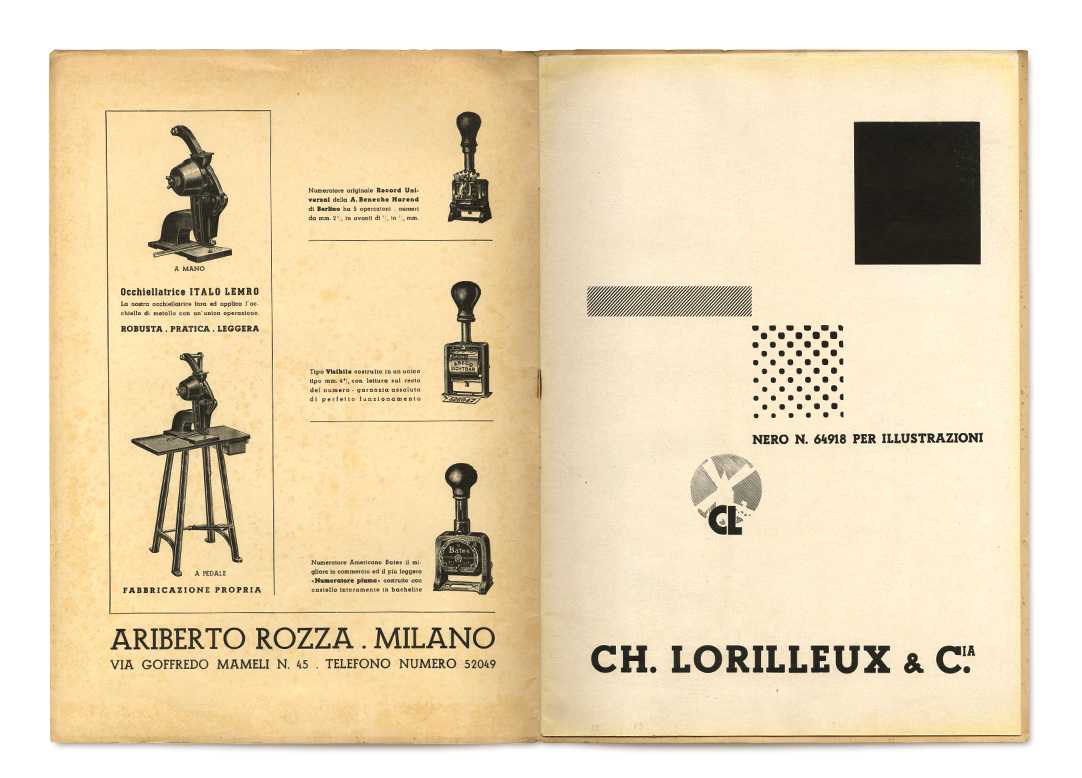 A MANO
Occhiellatrice ITALO LEMRO
La nostra occhiellatrice fora ed applica l'oc-
chiello di metallo con un'unica operazione.
ROBUSTA . PRATICA . LEGGERA
A PEDALE
FABBRICAZIONE PROPRIA
Numeratore originale Record Uni-
versal della A. Beneche Harend
di Berlino ha 5 operazioni . numeri
da mm. 2 ½, in avanti di ½, in ½, mm.
Tipo Visibile costruito in un unico
tipo mm. 4½, con lettura sul recto
del numero - garanzia assoluta
di perfetto funzionamento
SICHTBAR
Numeratore Americano Bates il mi-
gliore in commercio ed il più leggero
«Numeratore piuma» costruito con
castello interamente in bachelite
Bates
ARIBERTO ROZZA . MILANO
VIA GOFFREDO MAMELI N. 45 . TELEFONO NUMERO 52049
NERO N. 64918 PER ILLUSTRAZIONI
CL
CH. LORILLEUX & C.IA